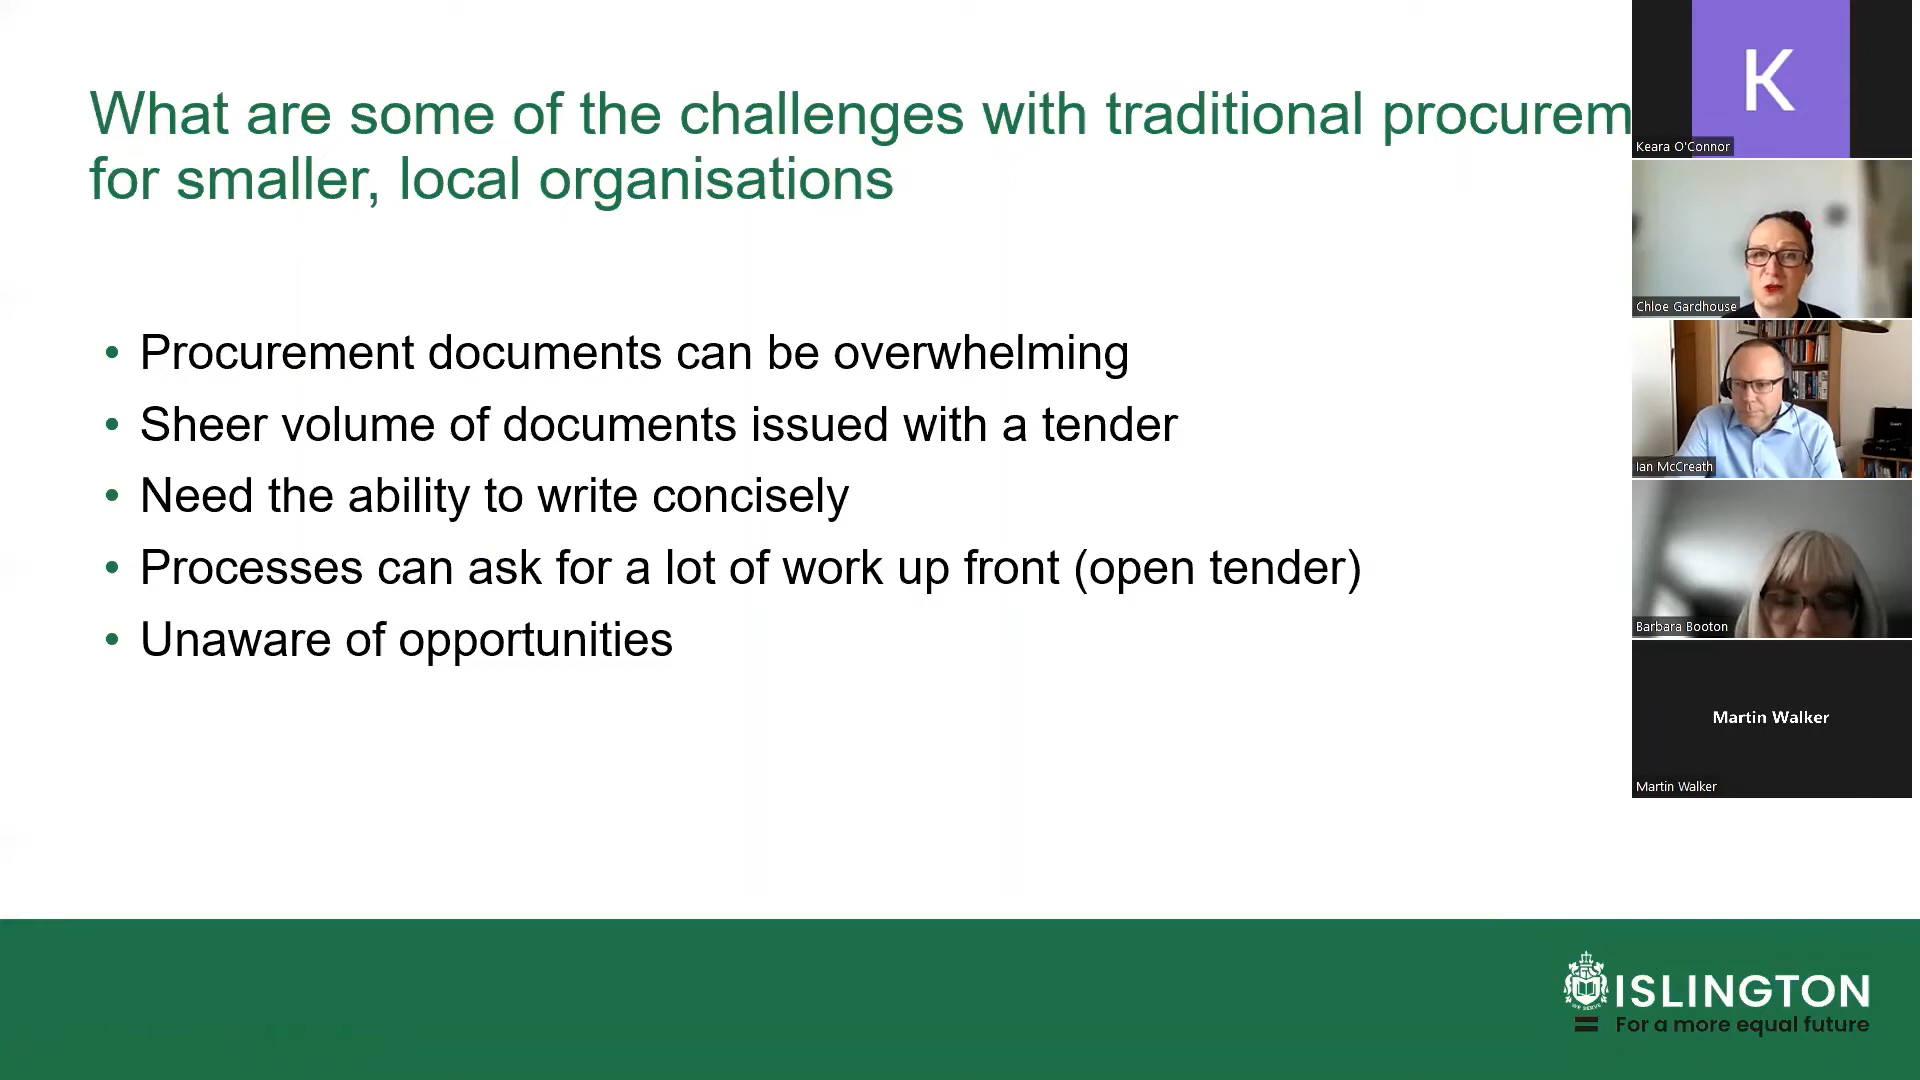 What are some of the challenges with traditional procurem
for smaller, local organisations
• Procurement documents can be overwhelming
• Sheer volume of documents issued with a tender
• Need the ability to write concisely
• Processes can ask for a lot of work up front (open tender)
• Unaware of opportunities
K
Keara O'Connor
Chloe Gardhouse
Ian McCreath
Barbara Booton
Martin Walker
Martin Walker
ISLINGTON
For a more equal future